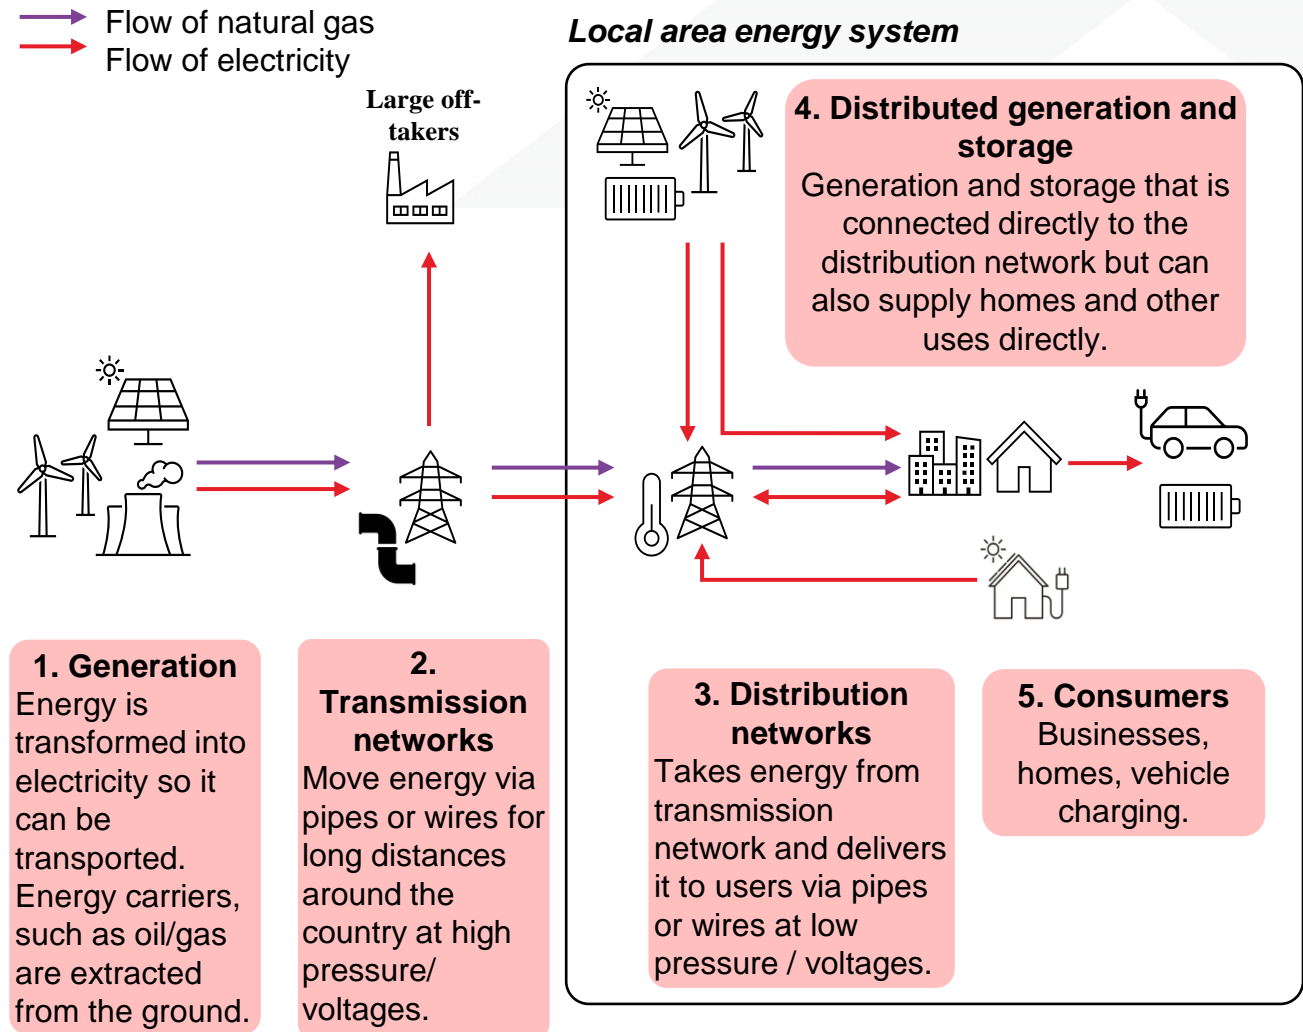 Flow of natural gas
Flow of electricity
Local area energy system
Large off-
takers
4. Distributed generation and
storage
Generation and storage that is
connected directly to the
distribution network but can
also supply homes and other
uses directly.
1. Generation
Energy is
transformed into
electricity so it
can be
transported.
Energy carriers,
such as oil/gas
are extracted
from the ground.
2.
Transmission
networks
Move energy via
pipes or wires for
long distances
around the
country at high
pressure/
voltages.
3. Distribution
networks
Takes energy from
transmission
network and delivers
it to users via pipes
or wires at low
pressure / voltages.
5. Consumers
Businesses,
homes, vehicle
charging.